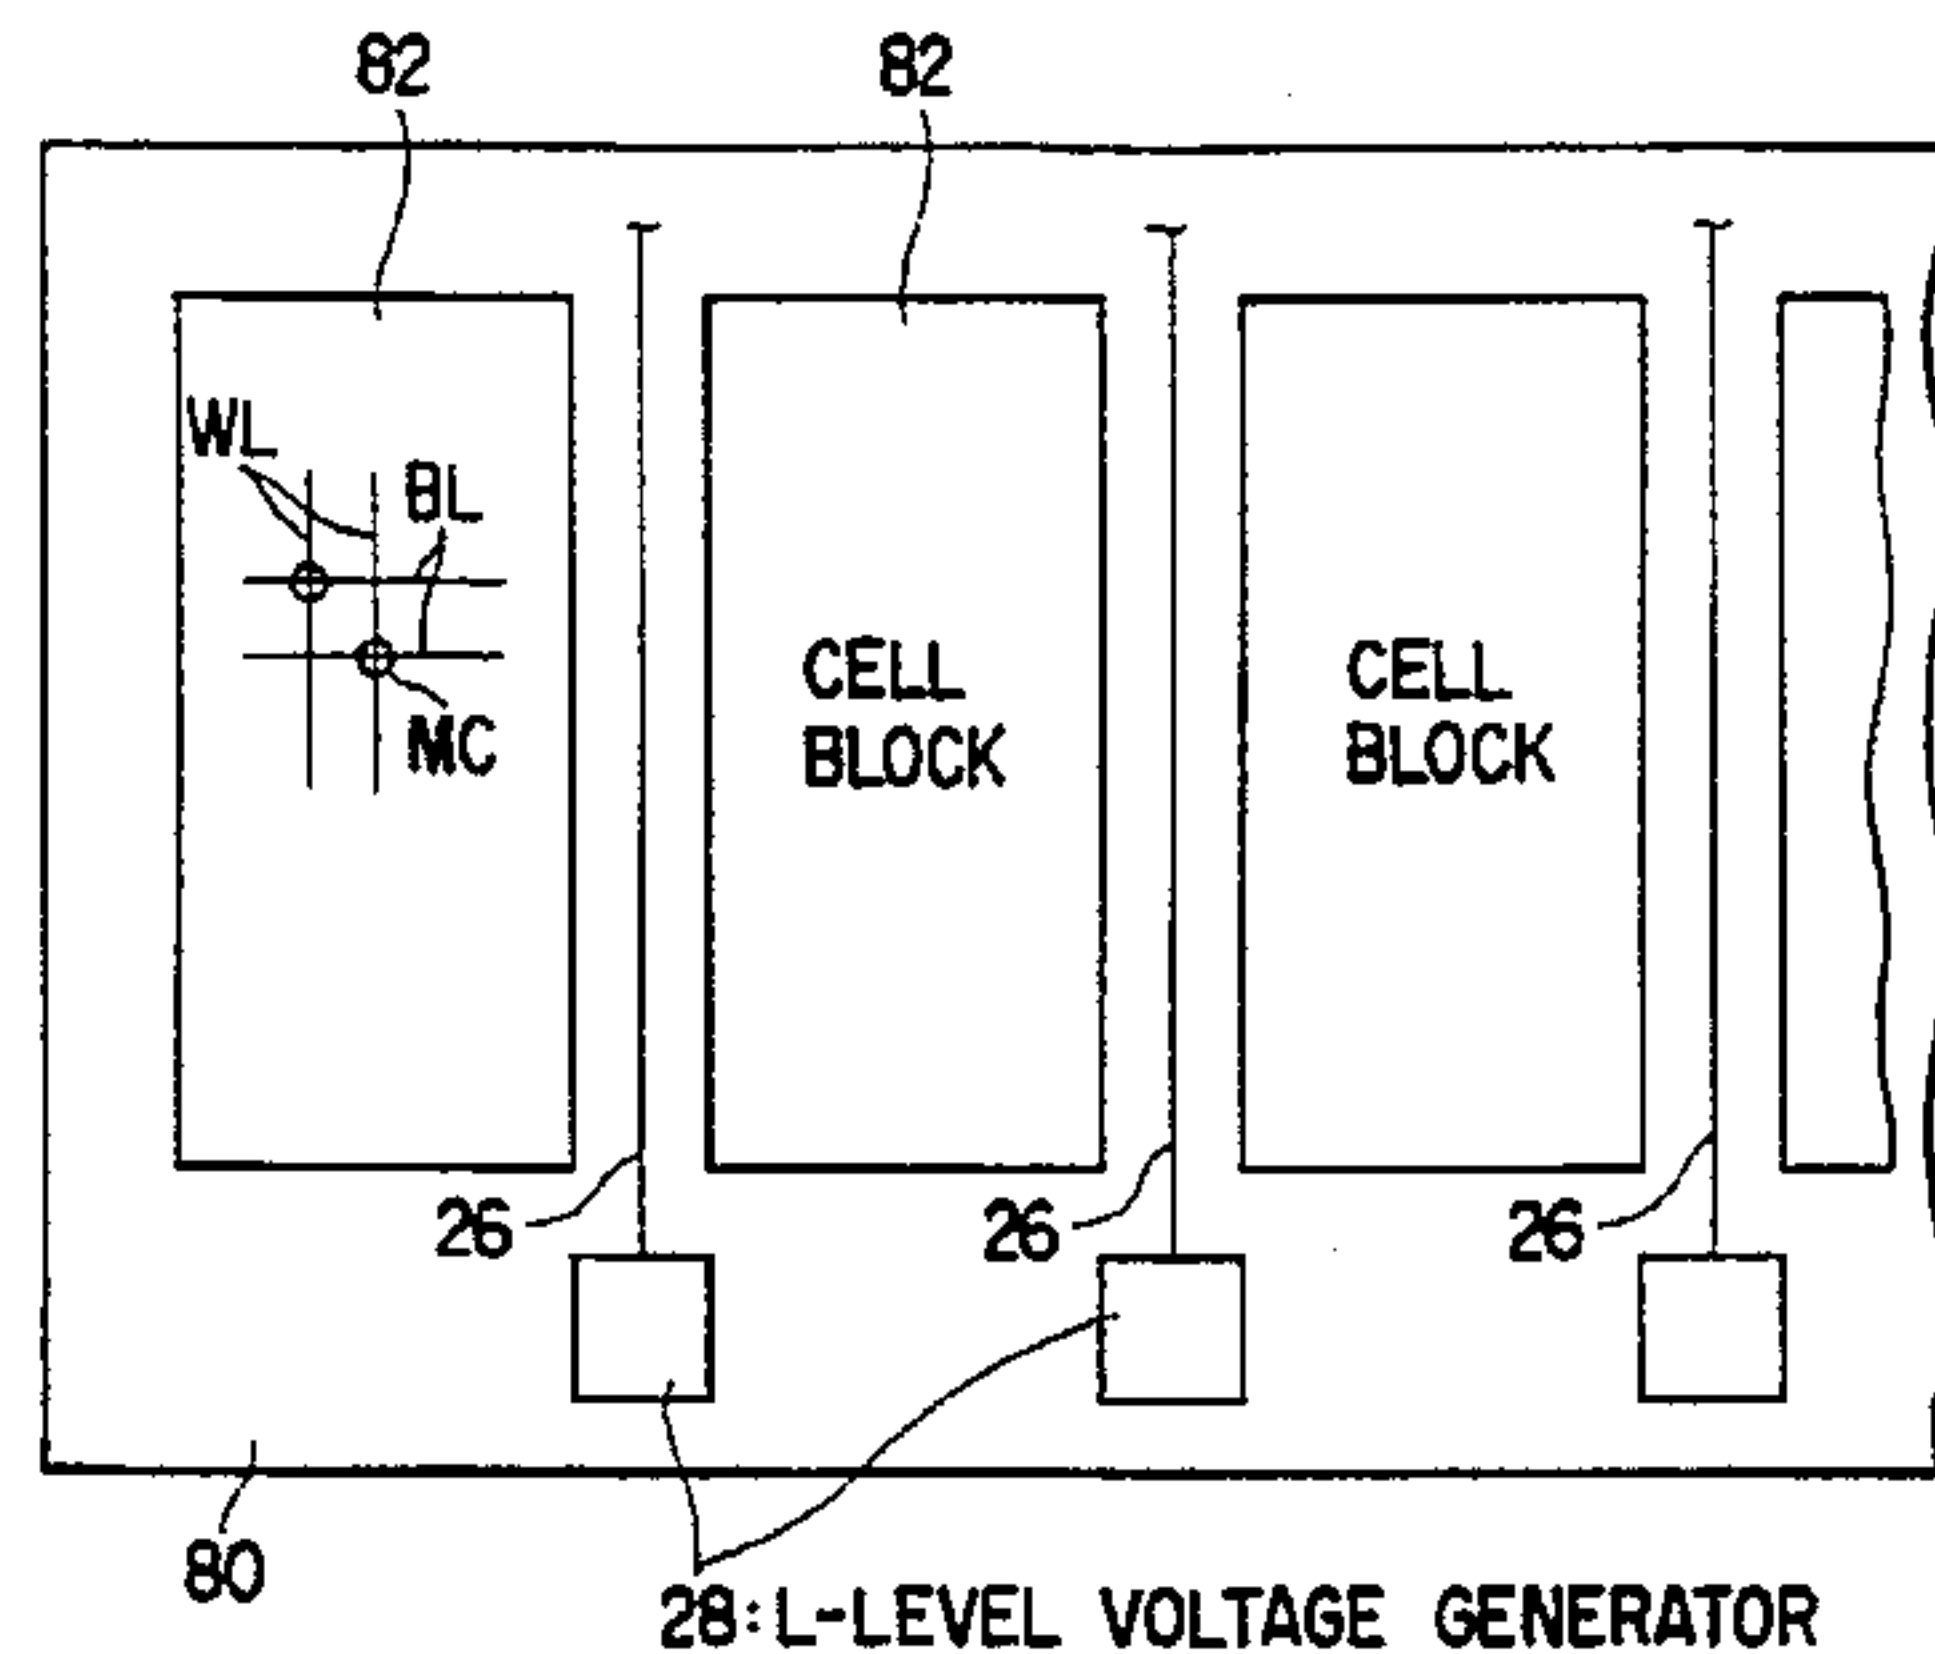 82
82
WL
BL
MC
CELL
BLOCK
CELL
BLOCK
26
26
26
80
28:L-LEVEL VOLTAGE GENERATOR